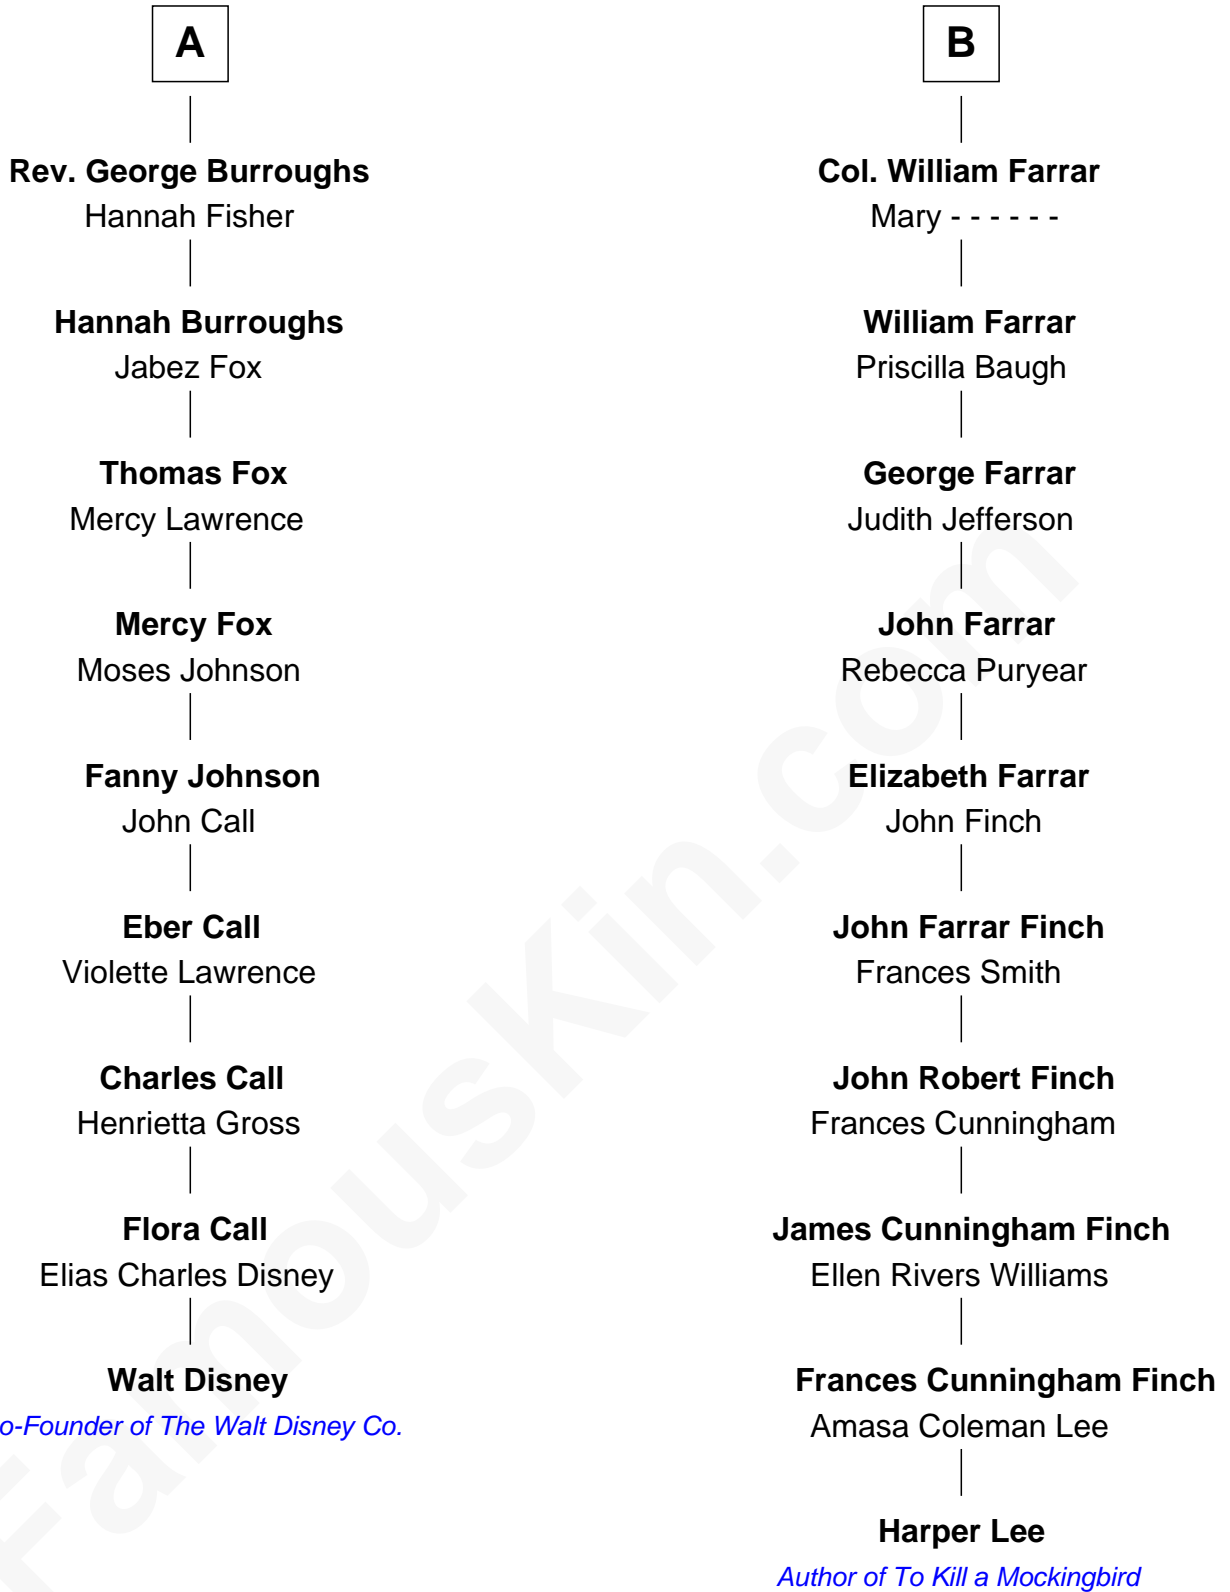 A
Rev. George Burroughs
Hannah Fisher
Hannah Burroughs
Jabez Fox
Thomas Fox
Mercy Lawrence
Mercy Fox
Moses Johnson
Fanny Johnson
John Call
Eber Call
Violette Lawrence
Charles Call
Henrietta Gross
Flora Call
Elias Charles Disney
Walt Disney
o-Founder of The Walt Disney Co.
B
Col. William Farrar
Mary - - - - - -
William Farrar
Priscilla Baugh
George Farrar
Judith Jefferson
John Farrar
Rebecca Puryear
Elizabeth Farrar
John Finch
John Farrar Finch
Frances Smith
John Robert Finch
Frances Cunningham
James Cunningham Finch
Ellen Rivers Williams
Frances Cunningham Finch
Amasa Coleman Lee
Harper Lee
Author of To Kill a Mockingbird
FamousKin.com